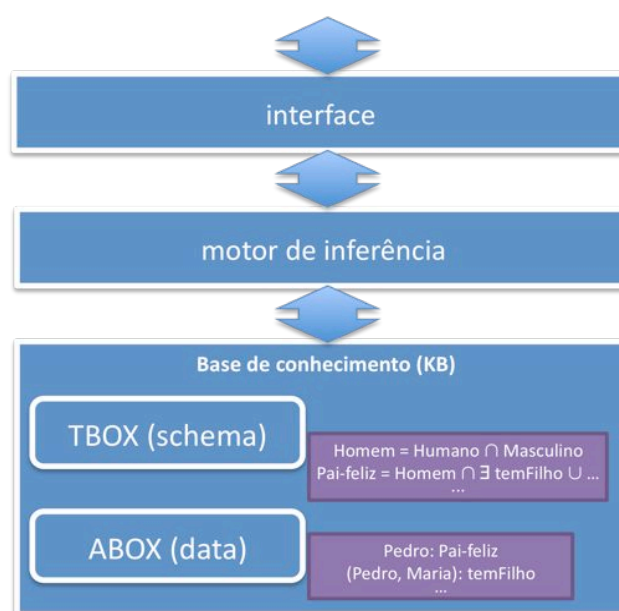 interface
motor de inferência
Base de conhecimento (KB)
TBOX (schema)
Homem = Humano ∩ Masculino
Pai-feliz = Homem ∩ ∃ temFilho ∪ ...
...
ABOX (data)
Pedro: Pai-feliz
(Pedro, Maria): temFilho
...